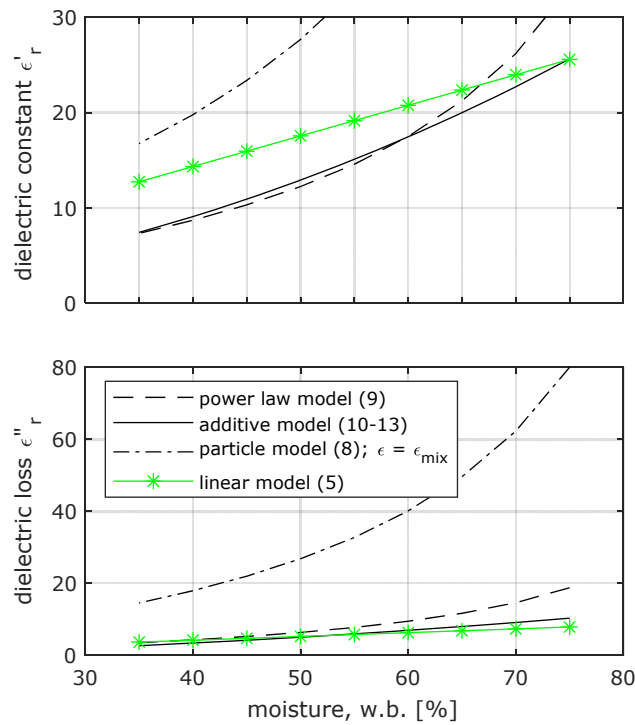 30
20
10
0
dielectric constant ϵ'r
80
60
40
20
0
dielectric loss ϵ"r
power law model (9)
additive model (10-13)
particle model (8); ϵ = ϵmix
linear model (5)
30 40 50 60 70 80
moisture, w.b. [%]